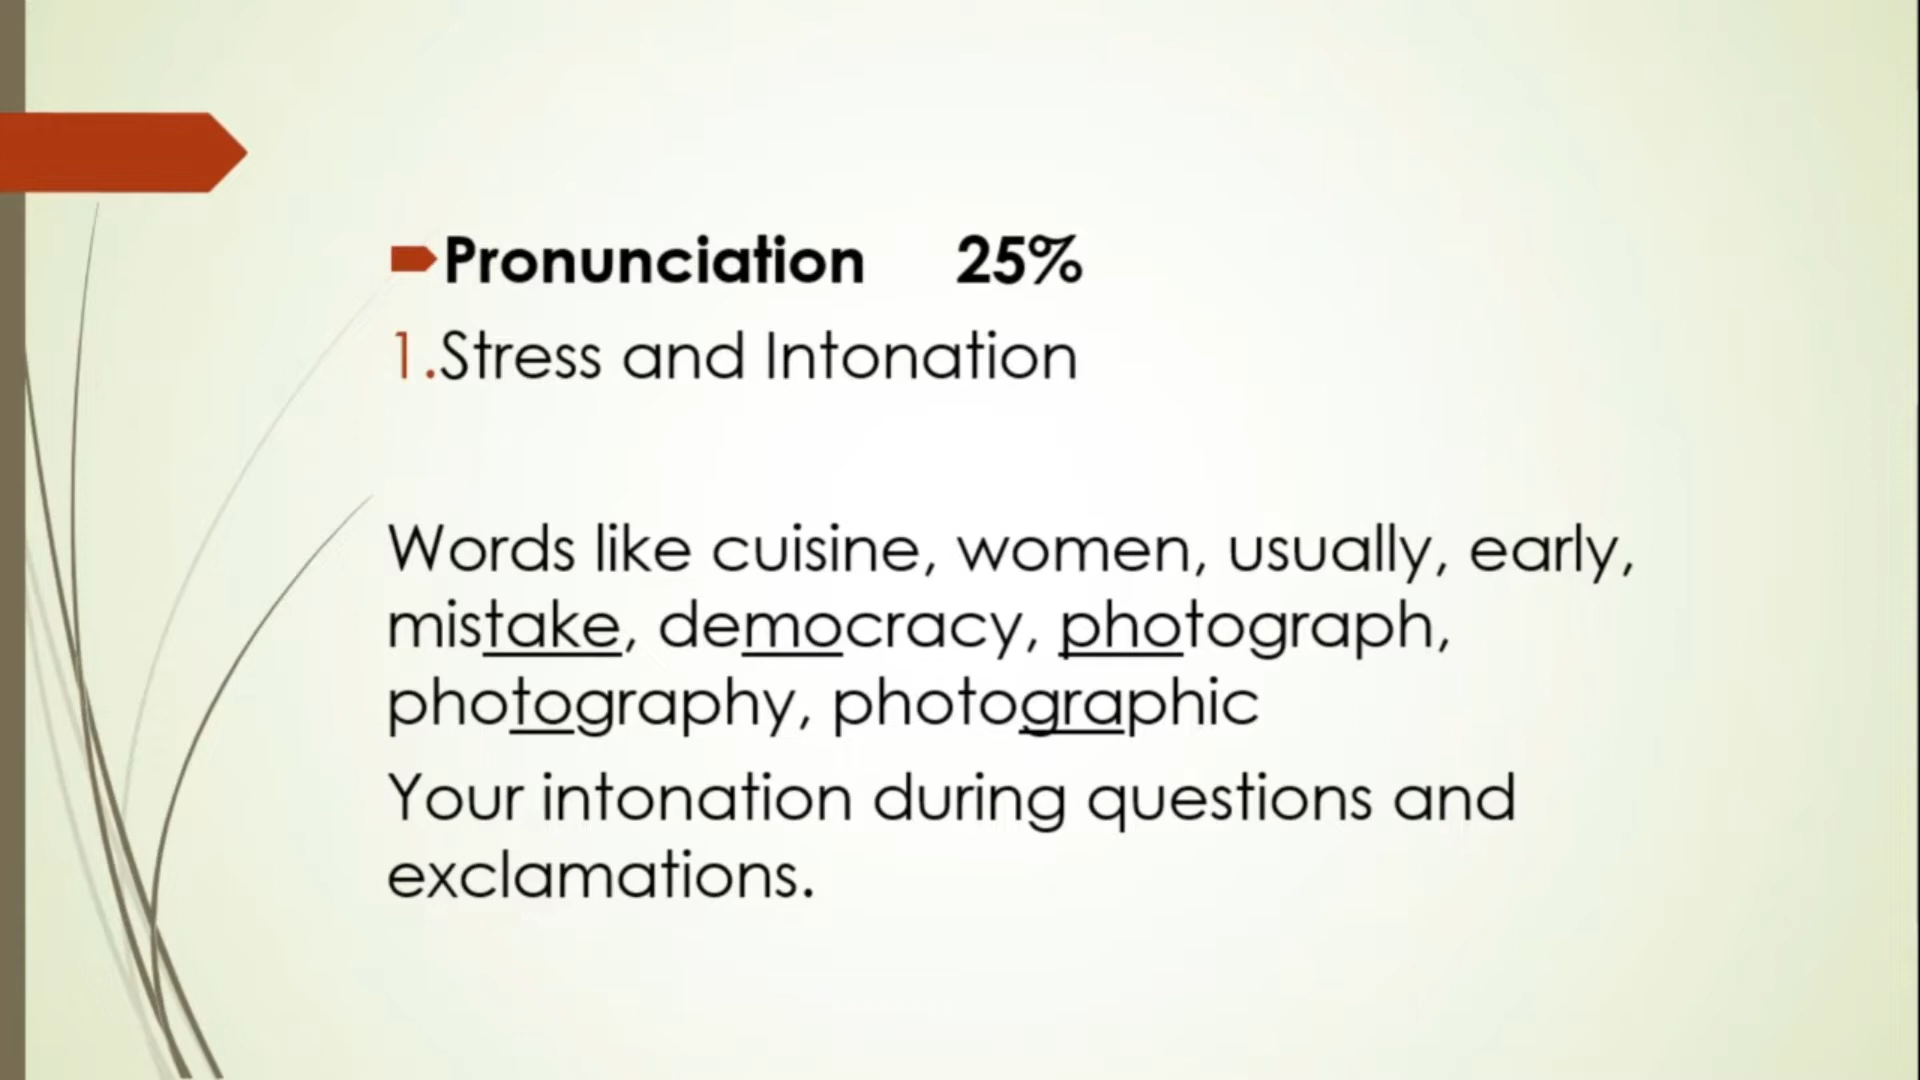 Pronunciation 25%
1.Stress and Intonation
Words like cuisine, women, usually, early,
mistake, democracy, photograph,
photography, photographic
Your intonation during questions and
exclamations.